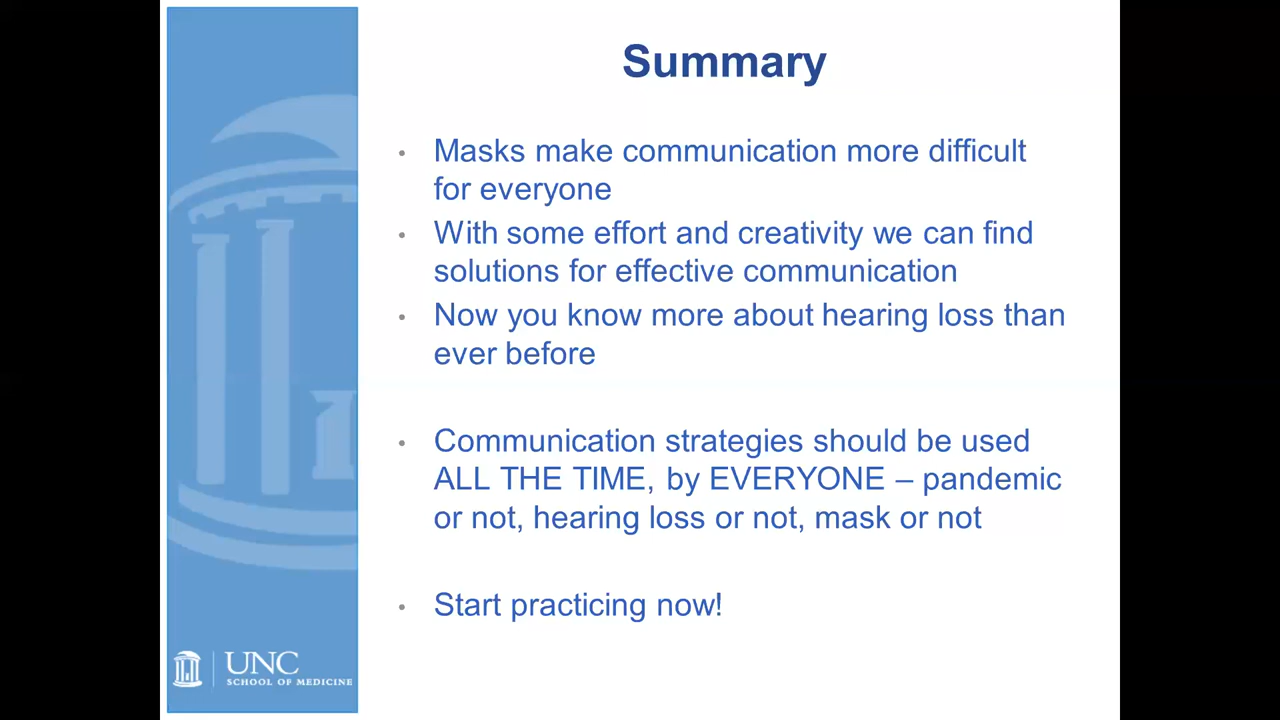 Summary
• Masks make communication more difficult
for everyone
• With some effort and creativity we can find
solutions for effective communication
• Now you know more about hearing loss than
ever before
• Communication strategies should be used
ALL THE TIME, by EVERYONE – pandemic
or not, hearing loss or not, mask or not
• Start practicing now!
UNC
SCHOOL OF MEDICINE